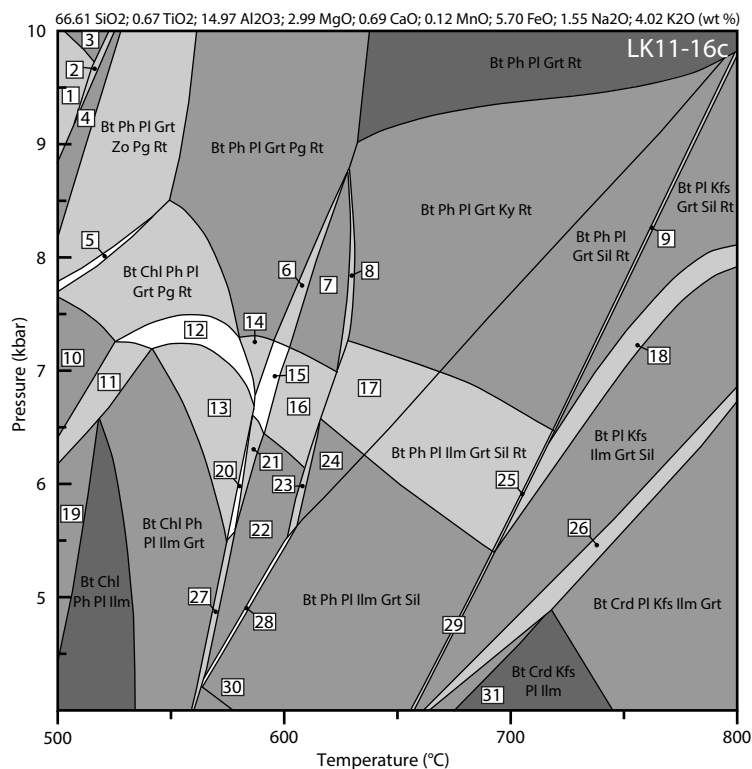 66.61 SiO2; 0.67 TiO2; 14.97 Al2O3; 2.99 MgO; 0.69 CaO; 0.12 MnO; 5.70 FeO; 1.55 Na2O; 4.02 K2O (wt %)
LK11-16c
10
9
8
7
6
5
Pressure (kbar)
500
600
700
800
Temperature (°C)
3
2
1
4
Bt Ph Pl Grt
Zo Pg Rt
Bt Ph Pl Grt Pg Rt
Bt Ph Pl Grt Rt
Bt Ph Pl Grt Ky Rt
Bt Pl Kfs
Grt Sil Rt
Bt Ph Pl
Grt Sil Rt
9
5
Bt Chl Ph Pl
Grt Pg Rt
6
7
8
12
14
10
11
15
18
13
16
17
Bt Ph Pl Ilm Grt Sil Rt
Bt Pl Kfs
Ilm Grt Sil
20
21
23
24
25
19
22
26
Bt Chl Ph
Pl Ilm Grt
Bt Chl
Ph Pl Ilm
27
28
Bt Ph Pl Ilm Grt Sil
29
Bt Crd Pl Kfs Ilm Grt
30
31
Bt Crd Kfs
Pl Ilm